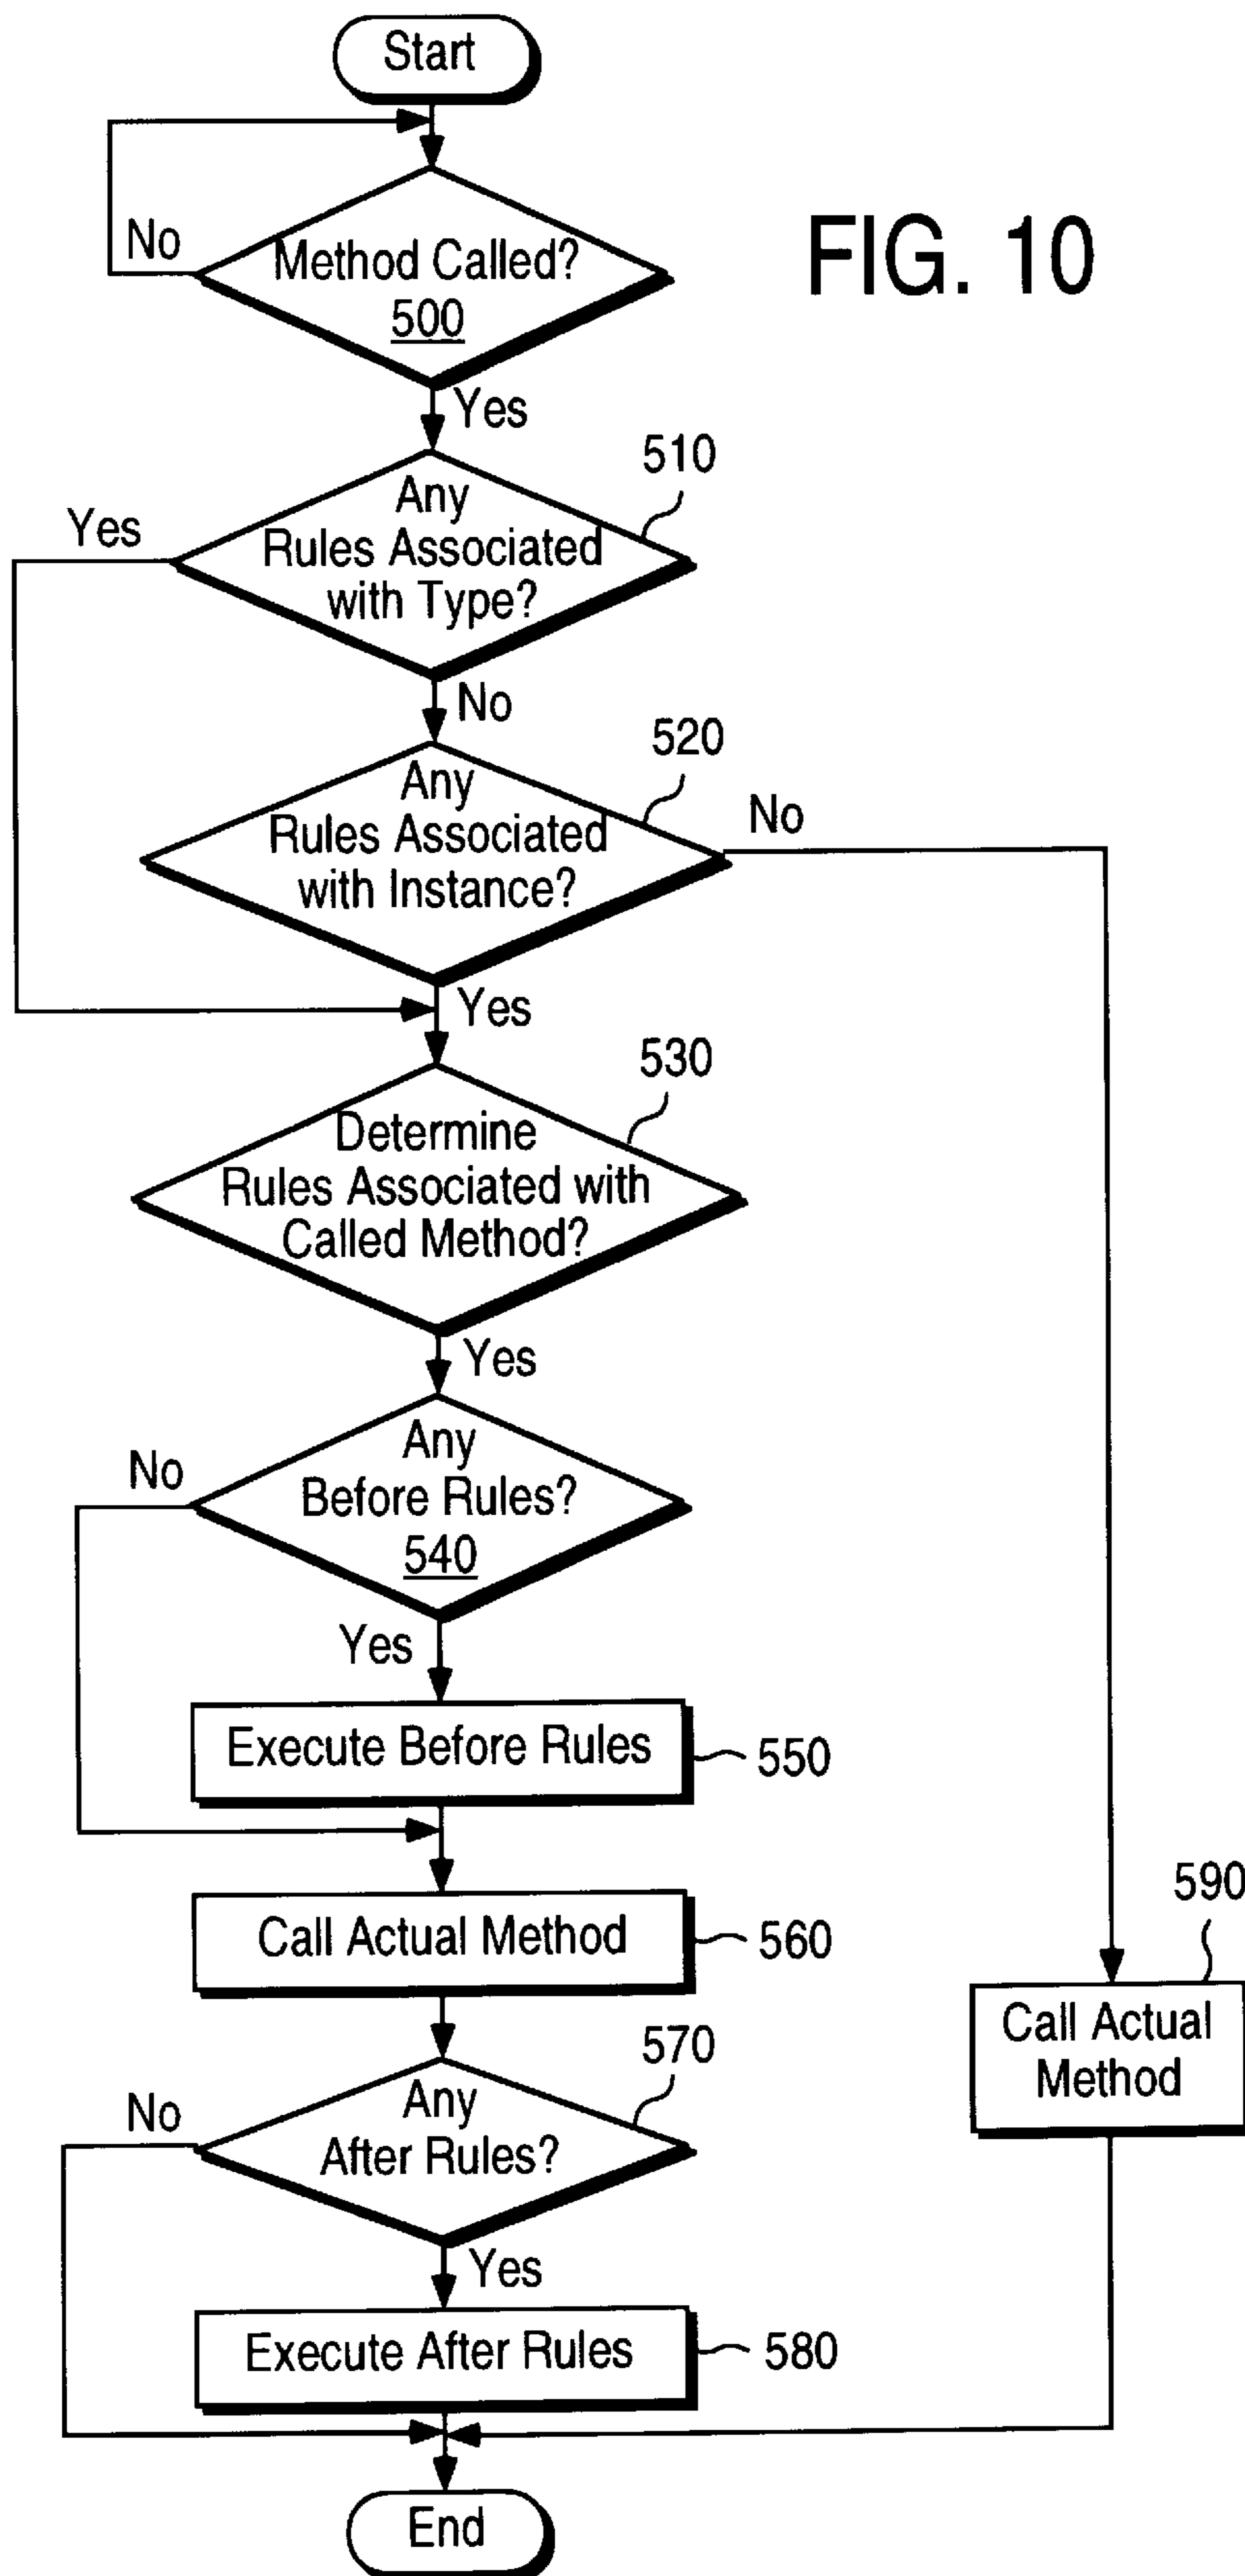 Start
FIG. 10
No
Method Called?
500
Yes
510
Any
Rules Associated
with Type?
Yes
No
520
Any
Rules Associated
with Instance?
No
Yes
530
Determine
Rules Associated with
Called Method?
Yes
Any
Before Rules?
540
No
Yes
Execute Before Rules
550
Call Actual Method
560
590
Call Actual
Method
570
Any
After Rules?
No
Yes
Execute After Rules
580
End